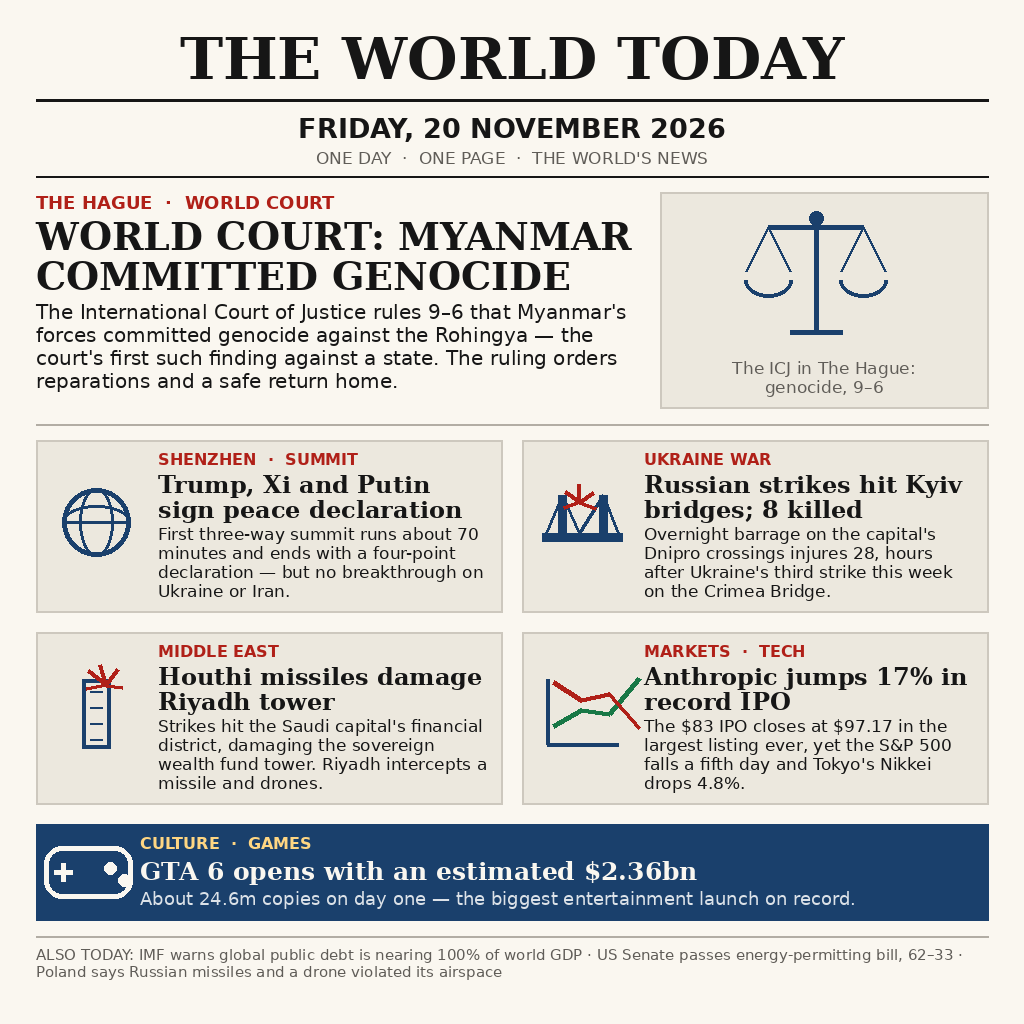 THE WORLD TODAY
FRIDAY, 20 NOVEMBER 2026
ONE DAY · ONE PAGE · THE WORLD'S NEWS
THE HAGUE · WORLD COURT
WORLD COURT: MYANMAR
COMMITTED GENOCIDE
The International Court of Justice rules 9–6 that Myanmar's
forces committed genocide against the Rohingya — the
court's first such finding against a state. The ruling orders
reparations and a safe return home.
The ICJ in The Hague:
genocide, 9–6
SHENZHEN · SUMMIT
Trump, Xi and Putin
sign peace declaration
First three-way summit runs about 70
minutes and ends with a four-point
declaration — but no breakthrough on
Ukraine or Iran.
UKRAINE WAR
Russian strikes hit Kyiv
bridges; 8 killed
Overnight barrage on the capital's
Dnipro crossings injures 28, hours
after Ukraine's third strike this week
on the Crimea Bridge.
MIDDLE EAST
Houthi missiles damage
Riyadh tower
Strikes hit the Saudi capital's financial
district, damaging the sovereign
wealth fund tower. Riyadh intercepts a
missile and drones.
MARKETS · TECH
Anthropic jumps 17% in
record IPO
The $83 IPO closes at $97.17 in the
largest listing ever, yet the S&P 500
falls a fifth day and Tokyo's Nikkei
drops 4.8%.
CULTURE · GAMES
GTA 6 opens with an estimated $2.36bn
About 24.6m copies on day one — the biggest entertainment launch on record.
ALSO TODAY: IMF warns global public debt is nearing 100% of world GDP · US Senate passes energy-permitting bill, 62–33 ·
Poland says Russian missiles and a drone violated its airspace